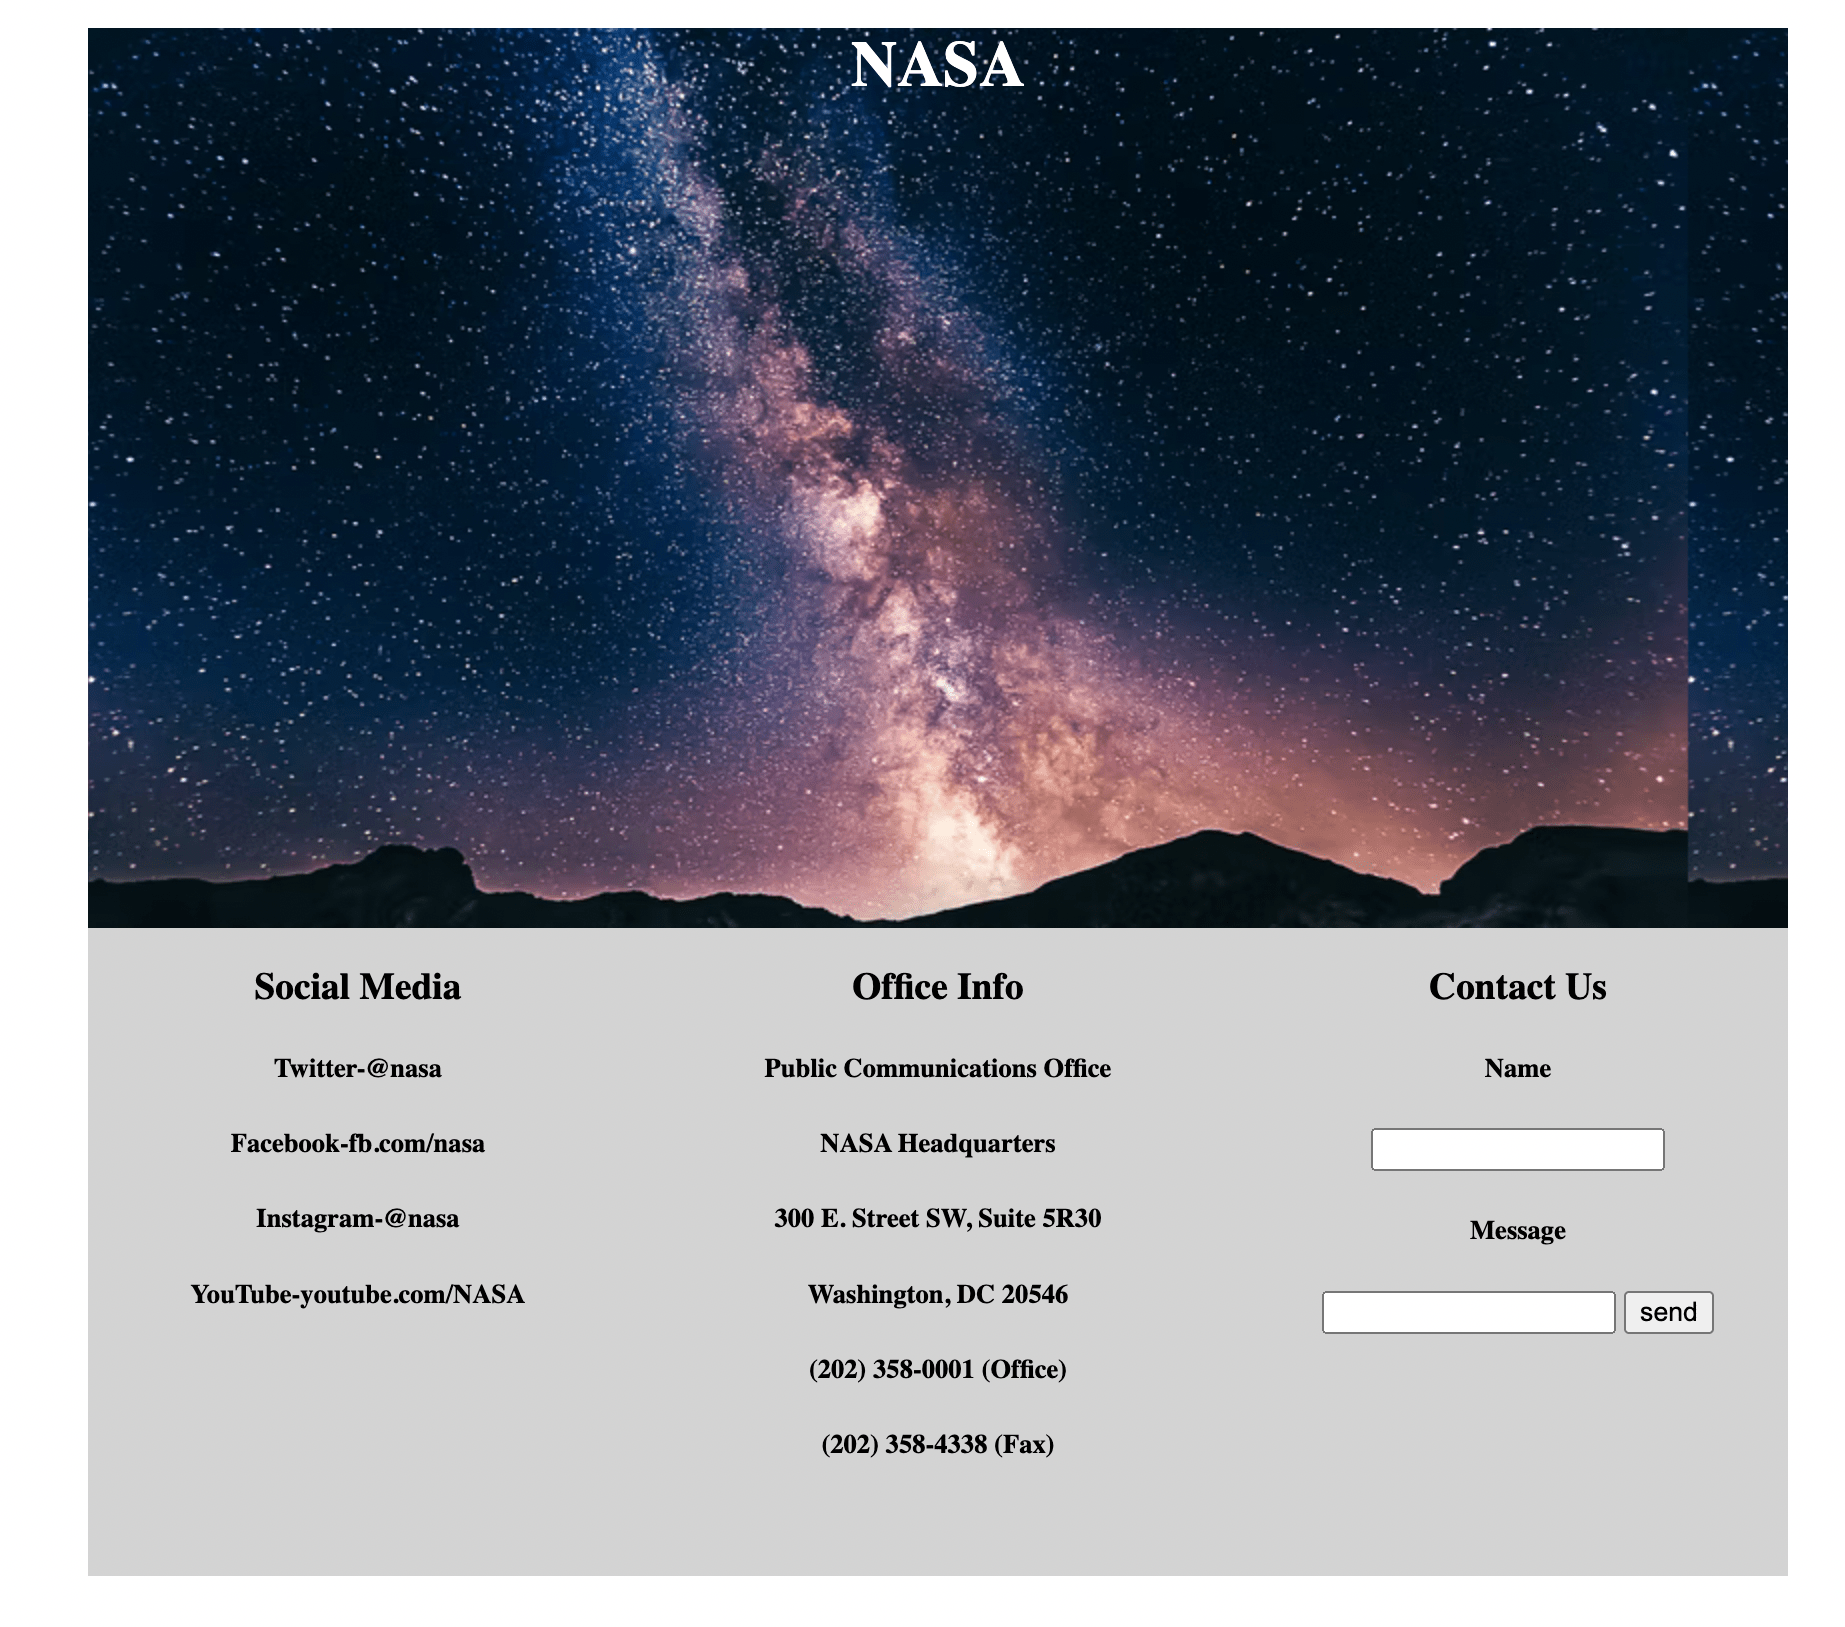 NASA
Social Media
Twitter-@nasa
Facebook-fb.com/nasa
Instagram-@nasa
YouTube-youtube.com/NASA
Office Info
Public Communications Office
NASA Headquarters
300 E. Street SW, Suite 5R30
Washington, DC 20546
(202) 358-0001 (Office)
(202) 358-4338 (Fax)
Contact Us
Name
Message
send